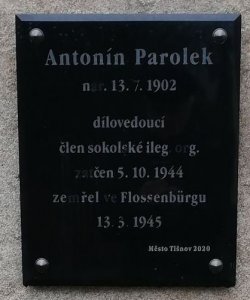 Antonín Parolek
nar. 13. 7. 1902
dílovedoucí
člen sokolské ileg. org.
zatčen 5. 10. 1944
zemřel ve Flossenbürgu
13. 3. 1945
Město Tišnov 2020